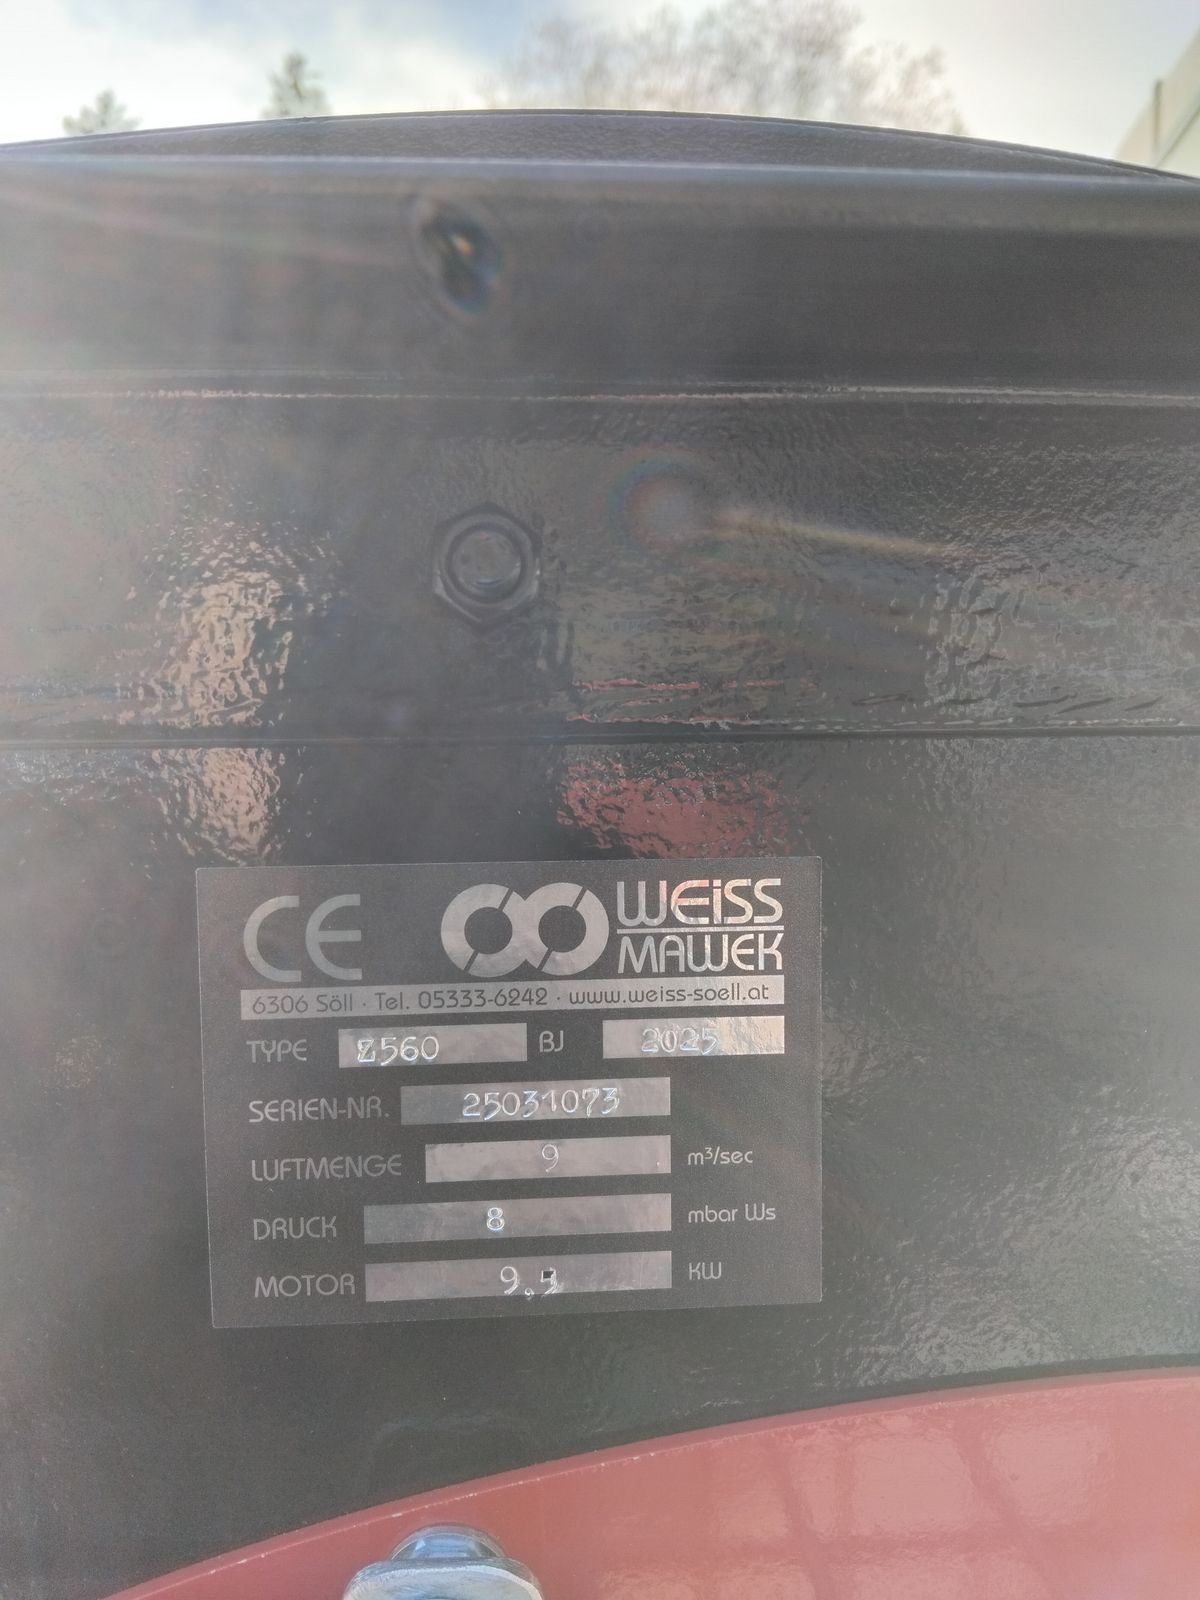 CE WEISS
MAWEK
6306 Söll · Tel. 05333-6242 · www.weiss-soell.at
TYPE BJ 2025
SERIEN-NR. 25031073
LUFTMENGE 9 m³/sec
DRUCK 8 mbar Ws
MOTOR KW